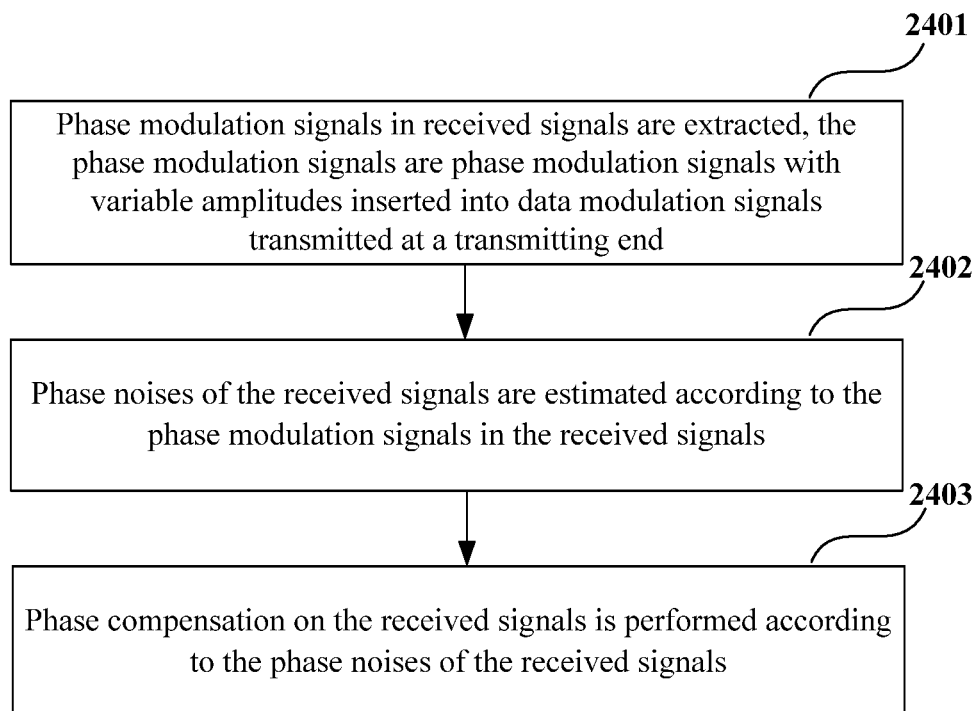 2401
Phase modulation signals in received signals are extracted, the
phase modulation signals are phase modulation signals with
variable amplitudes inserted into data modulation signals
transmitted at a transmitting end
2402
Phase noises of the received signals are estimated according to the
phase modulation signals in the received signals
2403
Phase compensation on the received signals is performed according
to the phase noises of the received signals